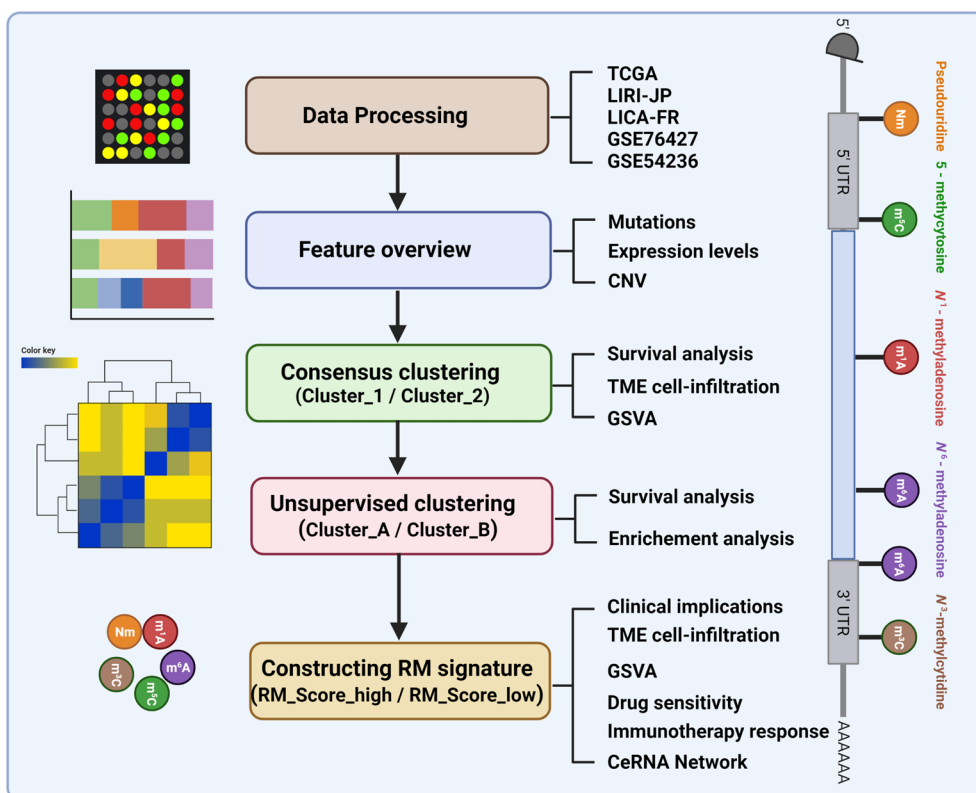 Data Processing
TCGA
LIRI-JP
LICA-FR
GSE76427
GSE54236
Feature overview
Mutations
Expression levels
CNV
Color key
Consensus clustering
(Cluster_1 / Cluster_2)
Survival analysis
TME cell-infiltration
GSVA
Unsupervised clustering
(Cluster_A / Cluster_B)
Survival analysis
Enrichement analysis
Nm
m¹A
m³C
m⁶A
m⁵C
Constructing RM signature
(RM_Score_high / RM_Score_low)
Clinical implications
TME cell-infiltration
GSVA
Drug sensitivity
Immunotherapy response
CeRNA Network
5'
5' UTR
3' UTR
AAAAAA
Nm
m⁵C
m¹A
m⁶A
m⁶A
m³C
Pseudouridine
5 - methycytosine
N¹ - methyladenosine
N⁶ - methyladenosine
N³-methylcytidine